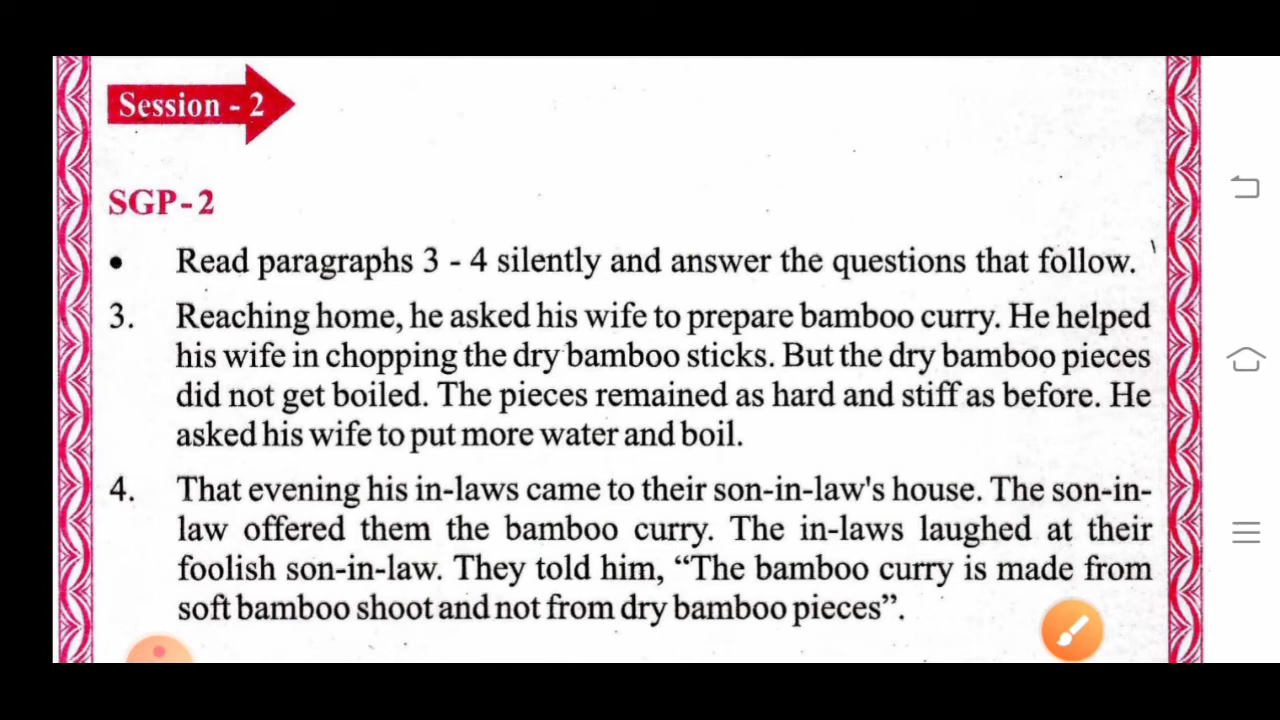 Session - 2
SGP - 2
• Read paragraphs 3 - 4 silently and answer the questions that follow.
3. Reaching home, he asked his wife to prepare bamboo curry. He helped
his wife in chopping the dry bamboo sticks. But the dry bamboo pieces
did not get boiled. The pieces remained as hard and stiff as before. He
asked his wife to put more water and boil.
4. That evening his in-laws came to their son-in-law's house. The son-in-
law offered them the bamboo curry. The in-laws laughed at their
foolish son-in-law. They told him, “The bamboo curry is made from
soft bamboo shoot and not from dry bamboo pieces”.